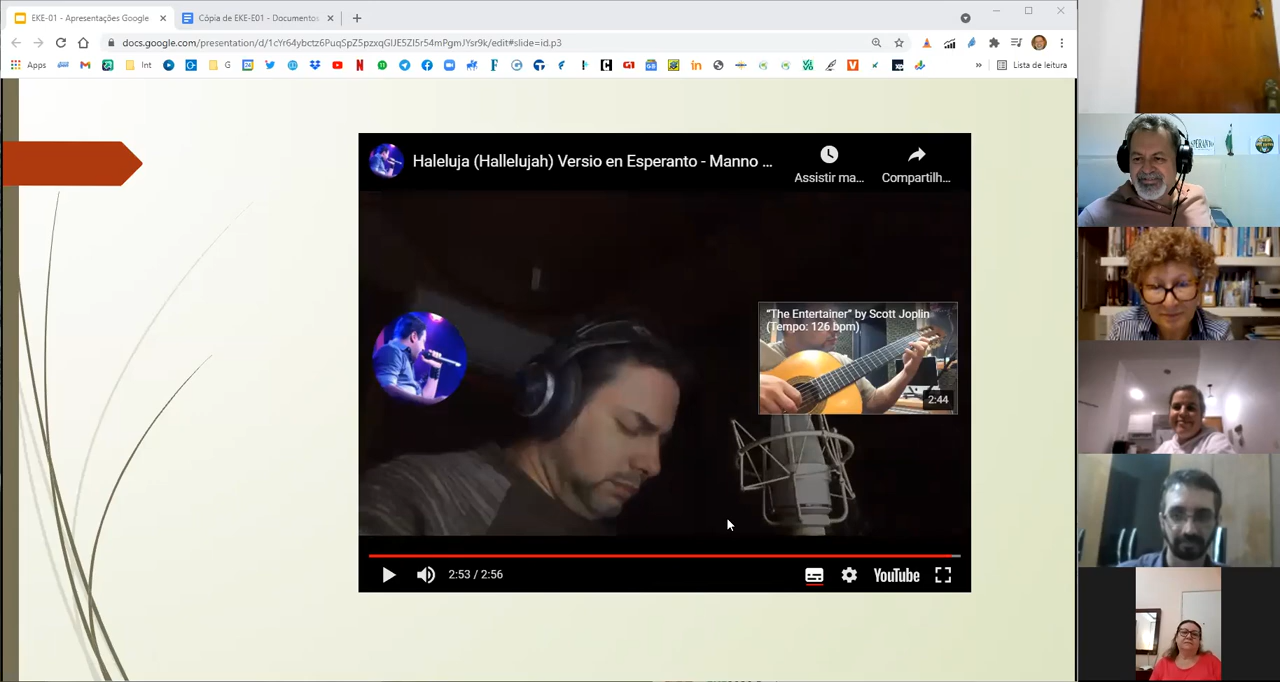 EKE-01 - Apresentações Google
Cópia de EKE-E01 - Documentos
docs.google.com/presentation/d/1cYr64ybctz6PuqSpZ5pzxqGIJE5ZI5r54mPgmJYsr9k/edit#slide=id.p3
Apps
Int
G
Lista de leitura
Haleluja (Hallelujah) Versio en Esperanto - Manno ...
Assistir ma...
Compartilh...
"The Entertainer" by Scott Joplin
(Tempo: 126 bpm)
2:44
2:53 / 2:56
YouTube